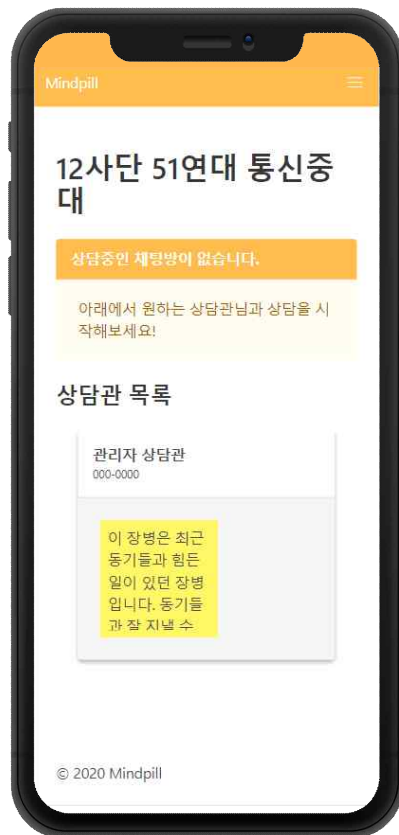 Mindpill
12사단 51연대 통신중
대
상담중인 채팅방이 없습니다.
아래에서 원하는 상담관님과 상담을 시
작해보세요!
상담관 목록
관리자 상담관
000-0000
이 장병은 최근
동기들과 힘든
일이 있던 장병
입니다. 동기들
과 잘 지낼 수
© 2020 Mindpill